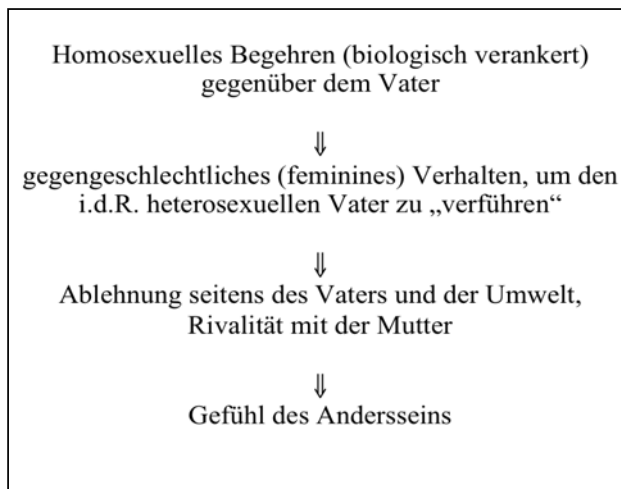 Homosexuelles Begehren (biologisch verankert)
gegenüber dem Vater
⇓
gegengeschlechtliches (feminines) Verhalten, um den
i.d.R. heterosexuellen Vater zu „verführen“
⇓
Ablehnung seitens des Vaters und der Umwelt,
Rivalität mit der Mutter
⇓
Gefühl des Andersseins